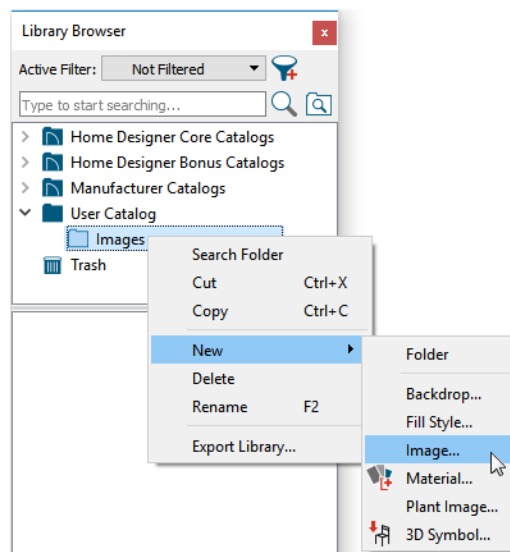 Library Browser
x
Active Filter: Not Filtered
Type to start searching...
Home Designer Core Catalogs
Home Designer Bonus Catalogs
Manufacturer Catalogs
User Catalog
Images
Trash
Search Folder
Cut Ctrl+X
Copy Ctrl+C
New
Delete
Rename F2
Export Library...
Folder
Backdrop...
Fill Style...
Image...
Material...
Plant Image...
3D Symbol...